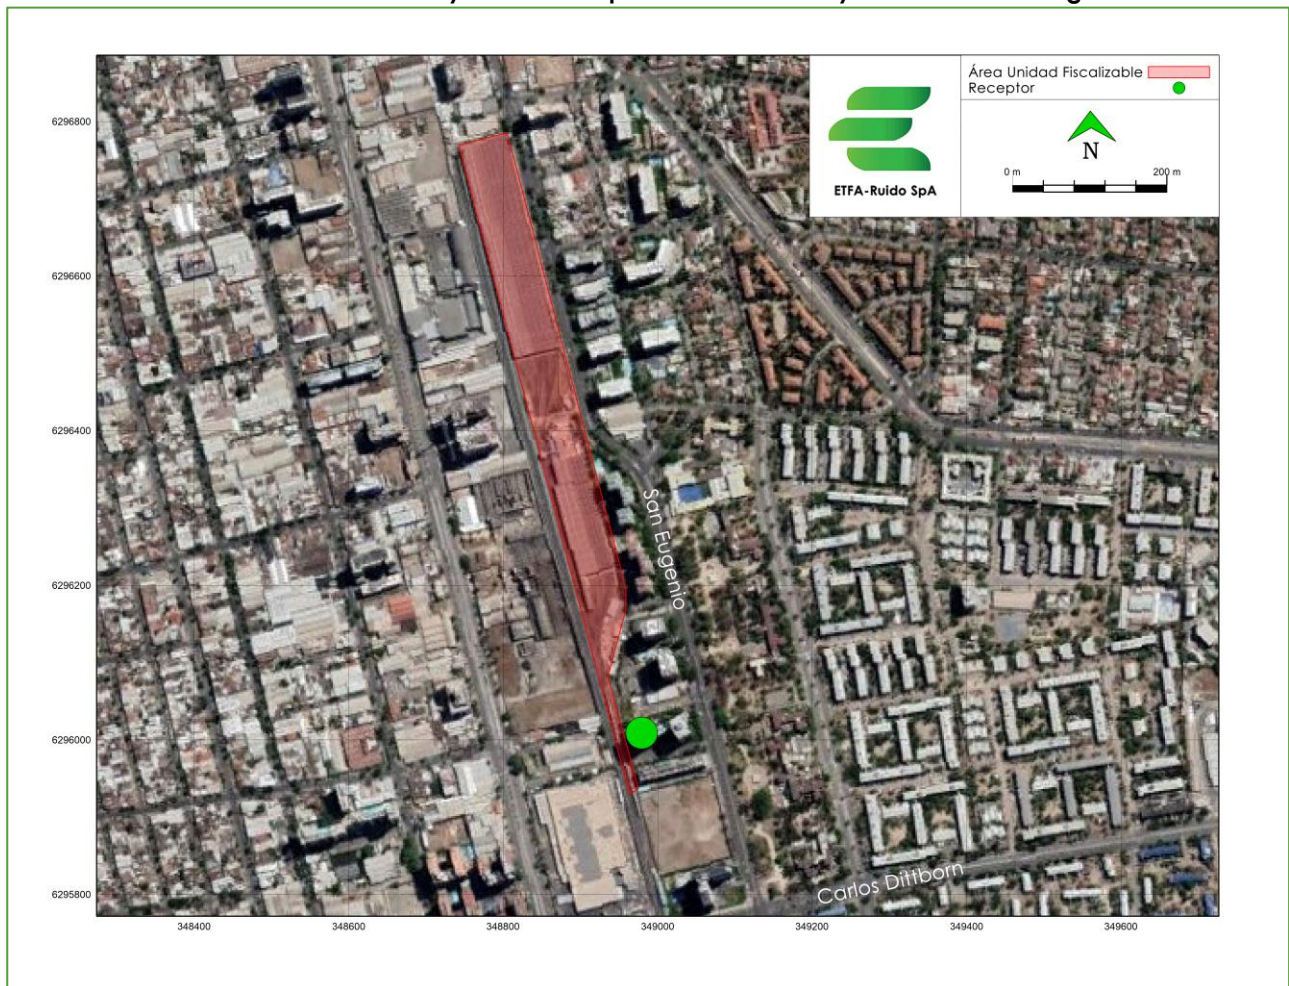 Área Unidad Fiscalizable
Receptor
ETFA-Ruido SpA
N
0 m
200 m
6296800
6296600
6296400
6296200
6296000
6295800
San Eugenio
Carlos Dittborn
348400
348600
348800
349000
349200
349400
349600